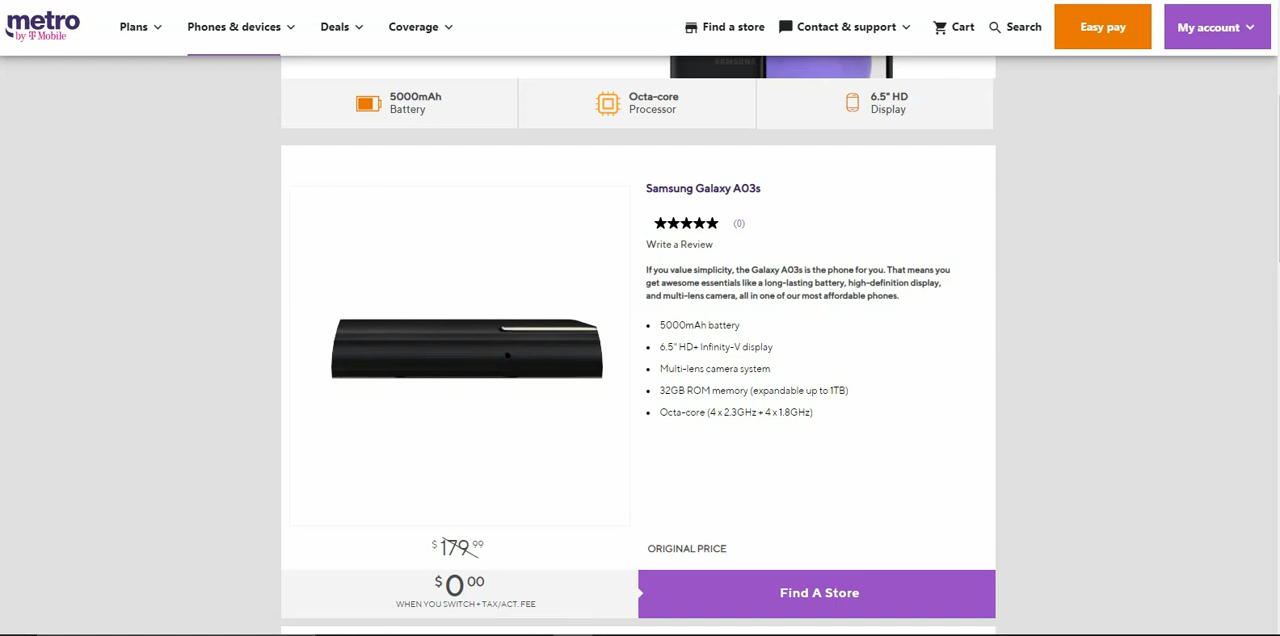 metro
by T Mobile
Plans
Phones & devices
Deals
Coverage
Find a store
Contact & support
Cart
Search
Easy pay
My account
SAMSUNG
5000mAh
Battery
Octa-core
Processor
6.5" HD
Display
Samsung Galaxy A03s
(0)
Write a Review
If you value simplicity, the Galaxy A03s is the phone for you. That means you
get awesome essentials like a long-lasting battery, high-definition display,
and multi-lens camera, all in one of our most affordable phones.
• 5000mAh battery
• 6.5" HD+ Infinity-V display
• Multi-lens camera system
• 32GB ROM memory (expandable up to 1TB)
• Octa-core (4 x 2.3GHz + 4 x 1.8GHz)
$179.99
ORIGINAL PRICE
$0.00
WHEN YOU SWITCH + TAX/ACT. FEE
Find A Store